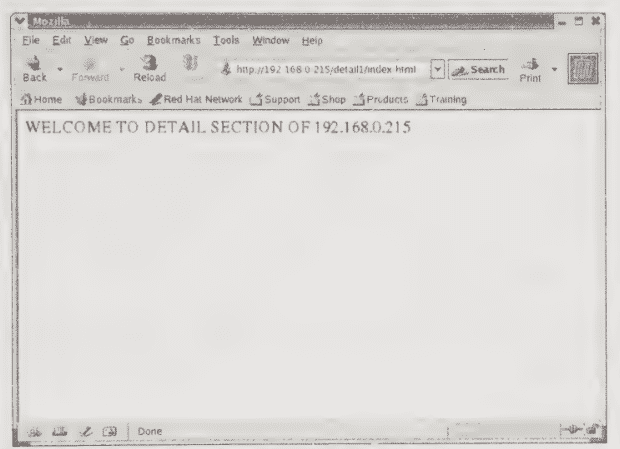 Mozilla
File Edit View Go Bookmarks Tools Window Help
Back Forward Reload http://192.168.0.215/detail1/index.html Search Print
Home Bookmarks Red Hat Network Support Shop Products Training
WELCOME TO DETAIL SECTION OF 192.168.0.215
Done